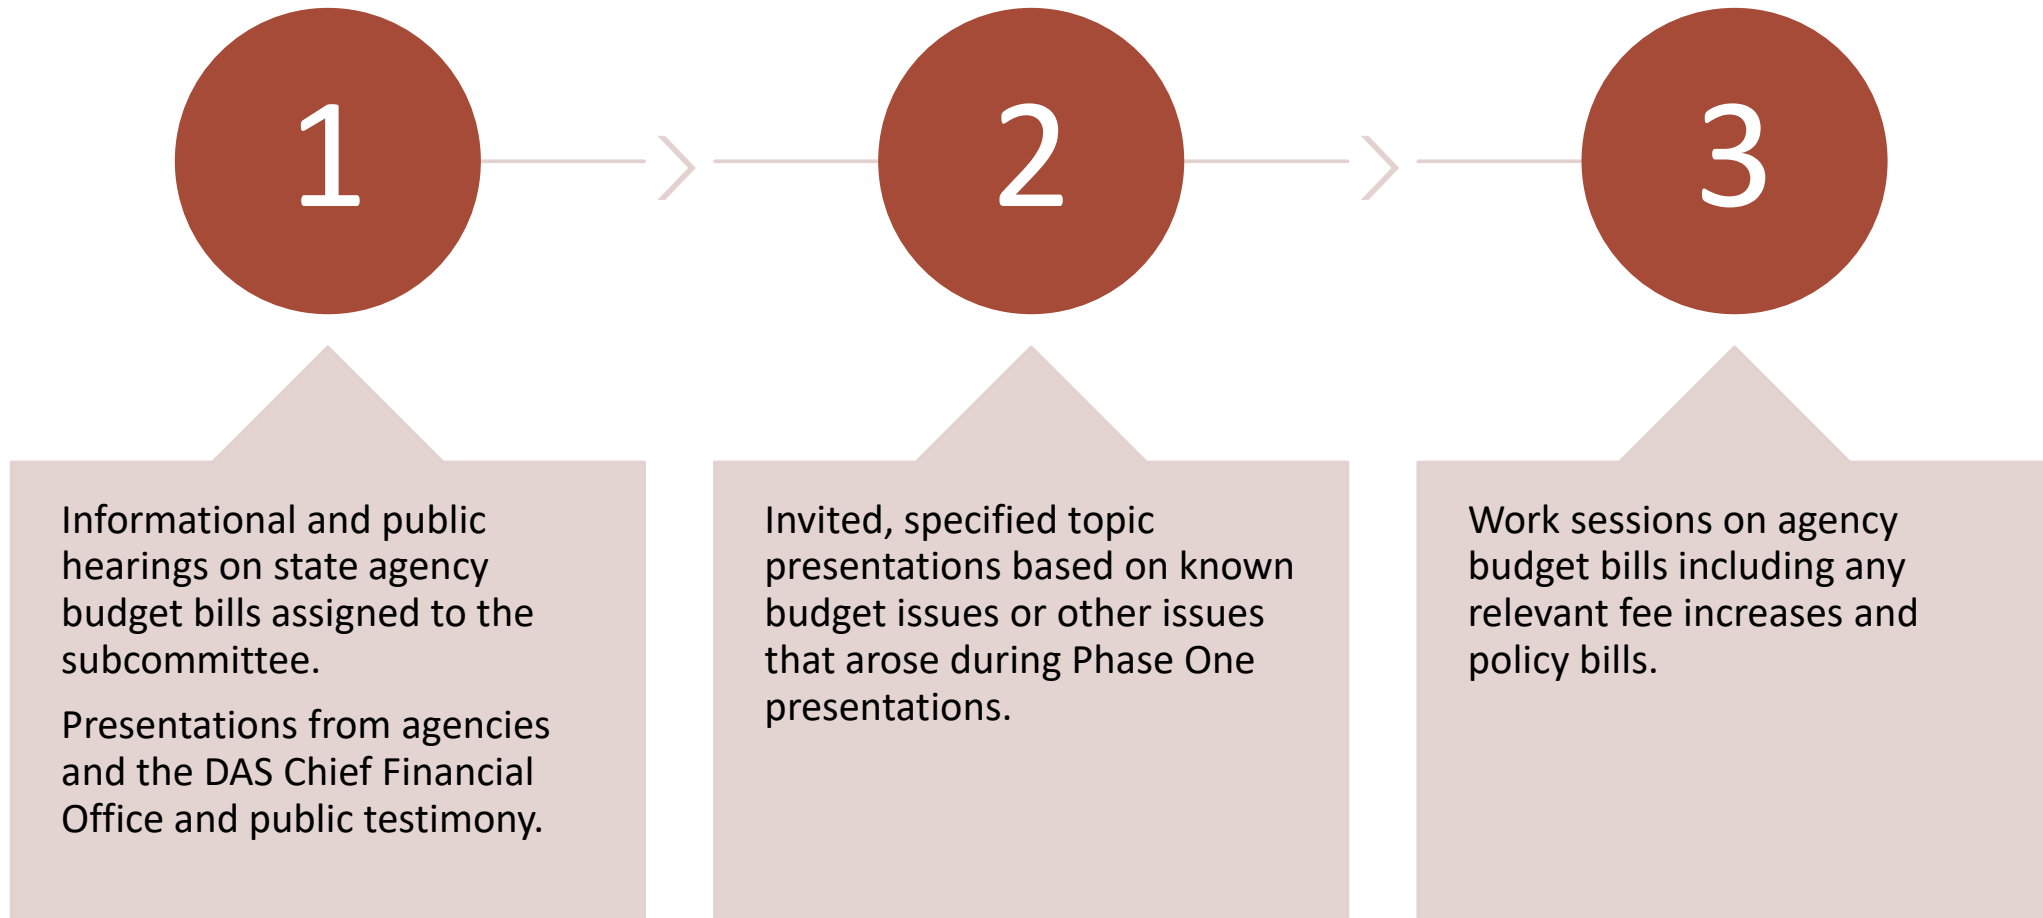 1
Informational and public
hearings on state agency
budget bills assigned to the
subcommittee.
Presentations from agencies
and the DAS Chief Financial
Office and public testimony.
2
Invited, specified topic
presentations based on known
budget issues or other issues
that arose during Phase One
presentations.
3
Work sessions on agency
budget bills including any
relevant fee increases and
policy bills.